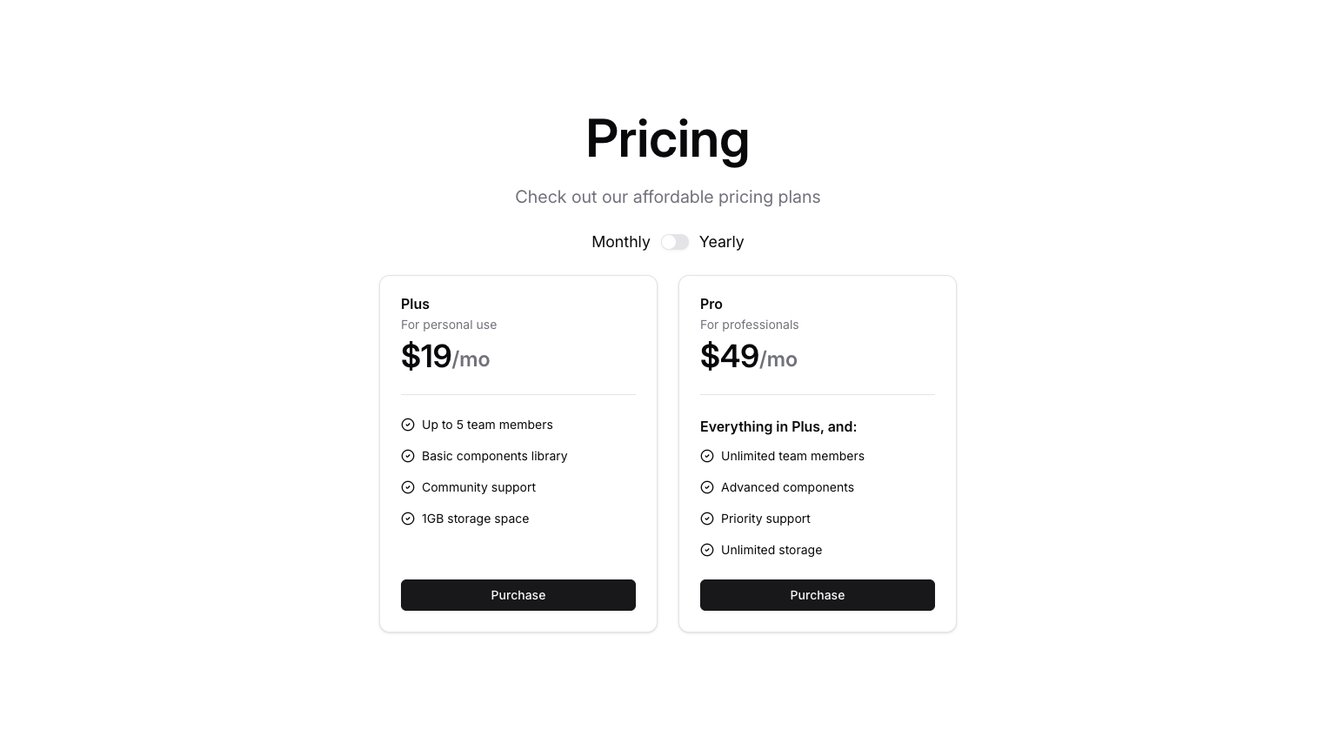 Pricing
Check out our affordable pricing plans
Monthly Yearly
Plus
For personal use
$19/mo
Up to 5 team members
Basic components library
Community support
1GB storage space
Purchase
Pro
For professionals
$49/mo
Everything in Plus, and:
Unlimited team members
Advanced components
Priority support
Unlimited storage
Purchase